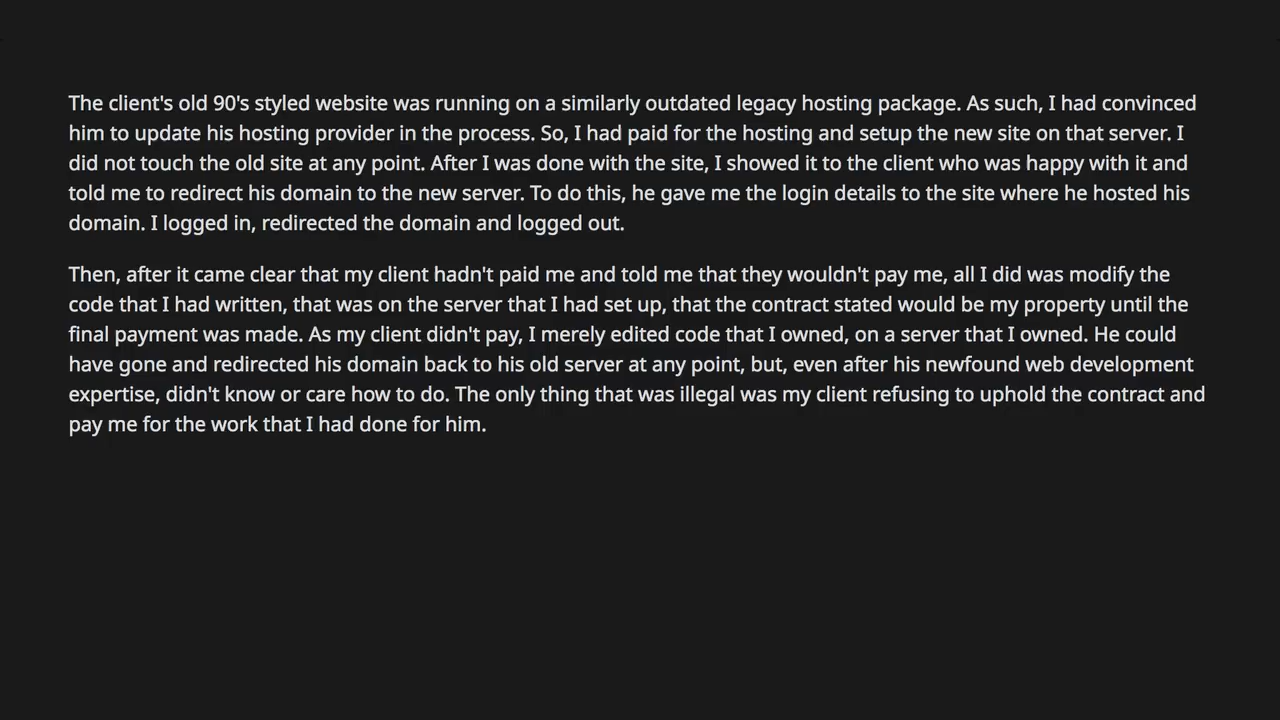 The client's old 90's styled website was running on a similarly outdated legacy hosting package. As such, I had convinced
him to update his hosting provider in the process. So, I had paid for the hosting and setup the new site on that server. I
did not touch the old site at any point. After I was done with the site, I showed it to the client who was happy with it and
told me to redirect his domain to the new server. To do this, he gave me the login details to the site where he hosted his
domain. I logged in, redirected the domain and logged out.
Then, after it came clear that my client hadn't paid me and told me that they wouldn't pay me, all I did was modify the
code that I had written, that was on the server that I had set up, that the contract stated would be my property until the
final payment was made. As my client didn't pay, I merely edited code that I owned, on a server that I owned. He could
have gone and redirected his domain back to his old server at any point, but, even after his newfound web development
expertise, didn't know or care how to do. The only thing that was illegal was my client refusing to uphold the contract and
pay me for the work that I had done for him.